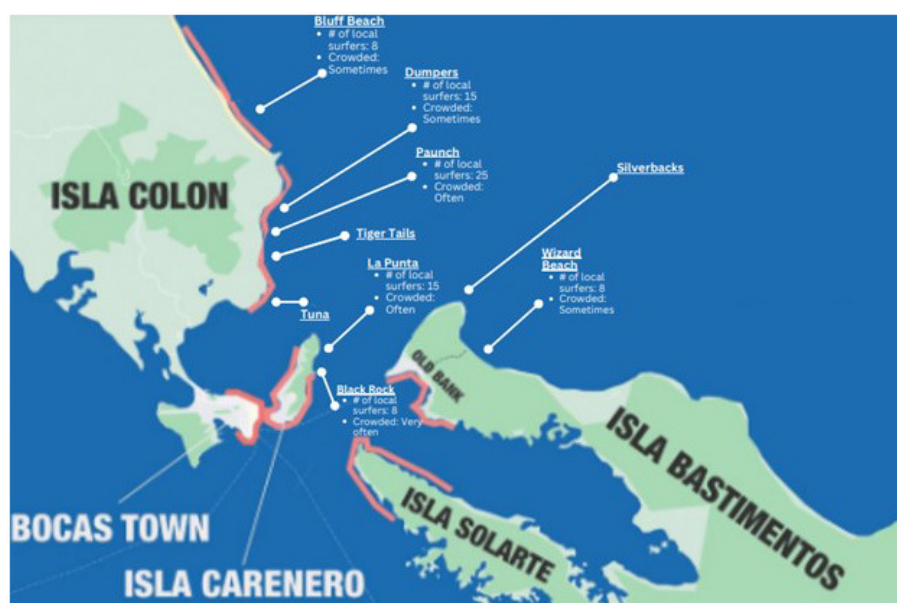 Bluff Beach
• # of local
surfers: 8
• Crowded:
Sometimes
Dumpers
• # of local
surfers: 15
• Crowded:
Sometimes
Paunch
• # of local
surfers: 25
• Crowded:
Often
Silverbacks
ISLA COLON
Tiger Tails
Wizard
Beach
• # of local
surfers: 8
• Crowded:
Sometimes
La Punta
• # of local
surfers: 15
• Crowded:
Often
Tuna
OLD BANK
Black Rock
• # of local
surfers: 8
• Crowded: Very
often
ISLA BASTIMENTOS
BOCAS TOWN
ISLA SOLARTE
ISLA CARENERO